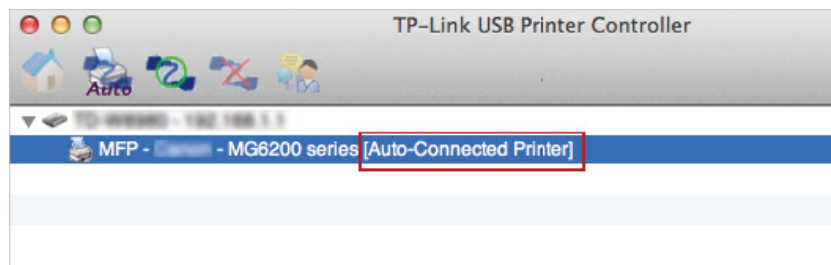 TP-Link USB Printer Controller
Auto
MFP - - MG6200 series [Auto-Connected Printer]